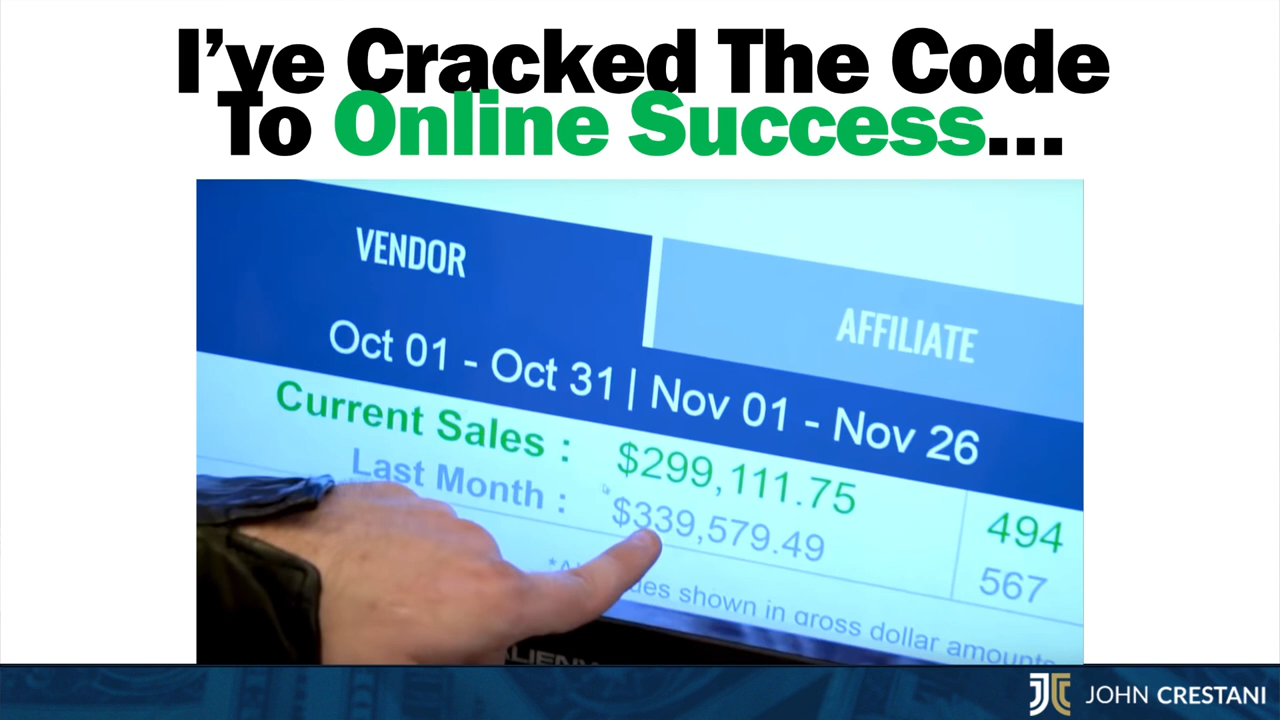 I've Cracked The Code
To Online Success...
VENDOR
AFFILIATE
Oct 01 - Oct 31 | Nov 01 - Nov 26
Current Sales : $299,111.75 494
Last Month : $339,579.49 567
shown in gross dollar amounts
JOHN CRESTANI